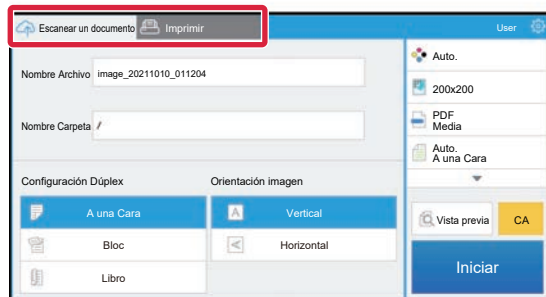 Escanear un documento
Imprimir
User
Nombre Archivo
image_20211010_011204
Nombre Carpeta
/
Configuración Dúplex
Orientación imagen
A una Cara
Bloc
Libro
A
Vertical
A
Horizontal
Auto.
200x200
PDF
Media
Auto.
A una Cara
Vista previa
CA
Iniciar